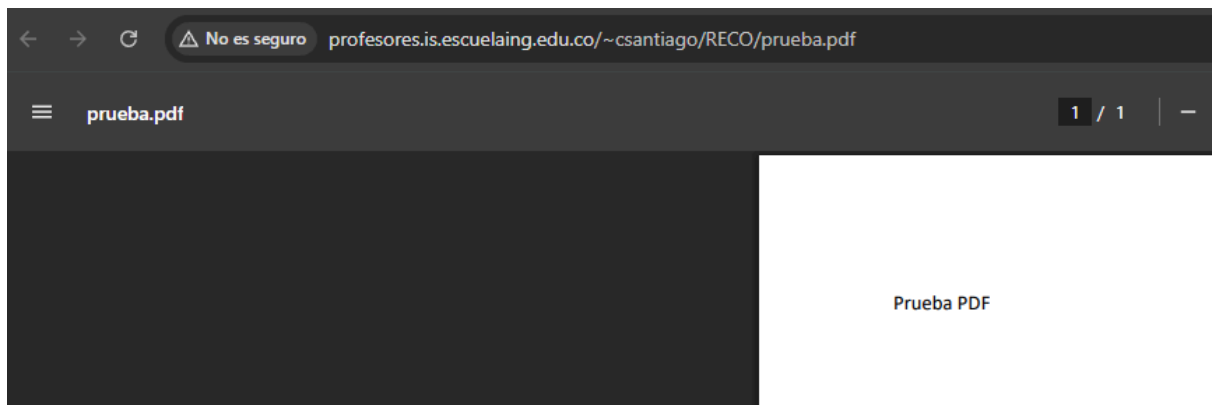 No es seguro profesores.is.escuelaing.edu.co/~csantiago/RECO/prueba.pdf
prueba.pdf 1 / 1
Prueba PDF